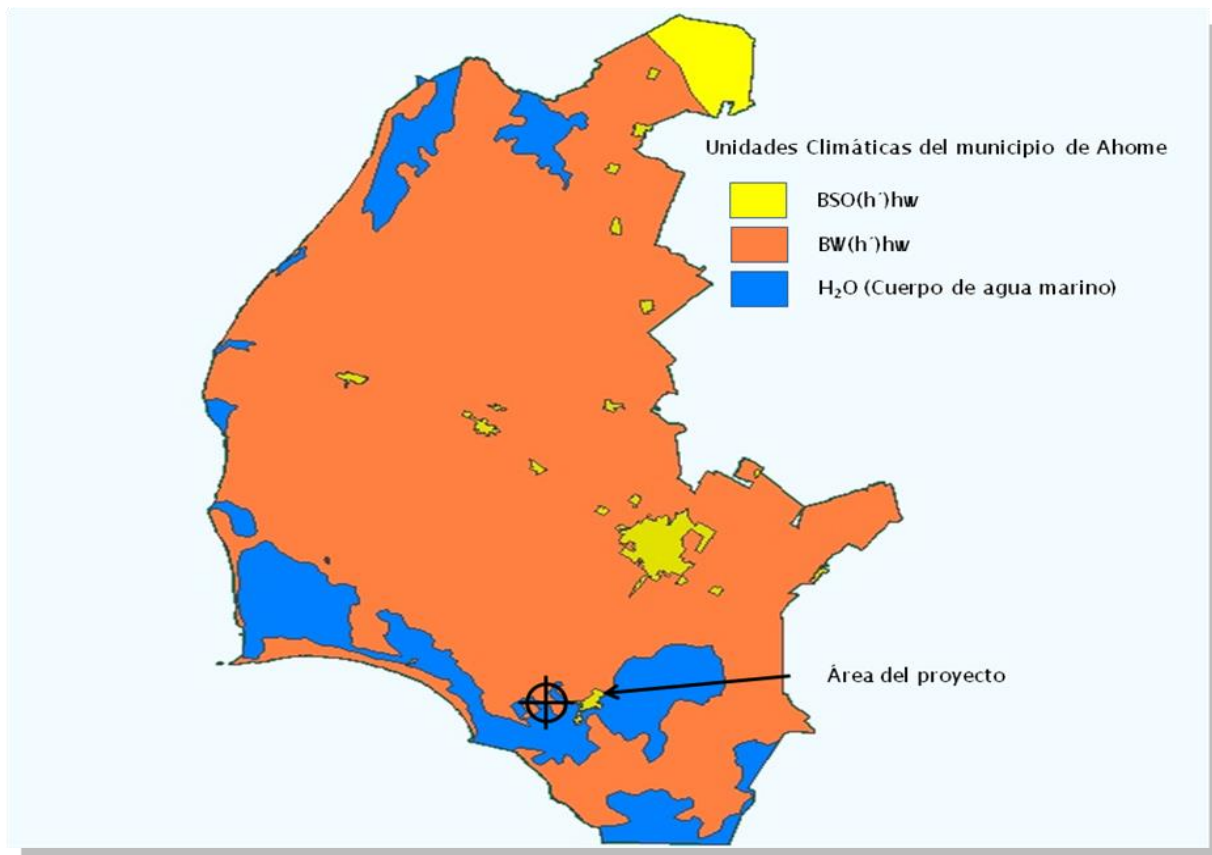 Unidades Climáticas del municipio de Ahome
BSO(h´)hw
BW(h´)hw
H₂O (Cuerpo de agua marino)
Área del proyecto